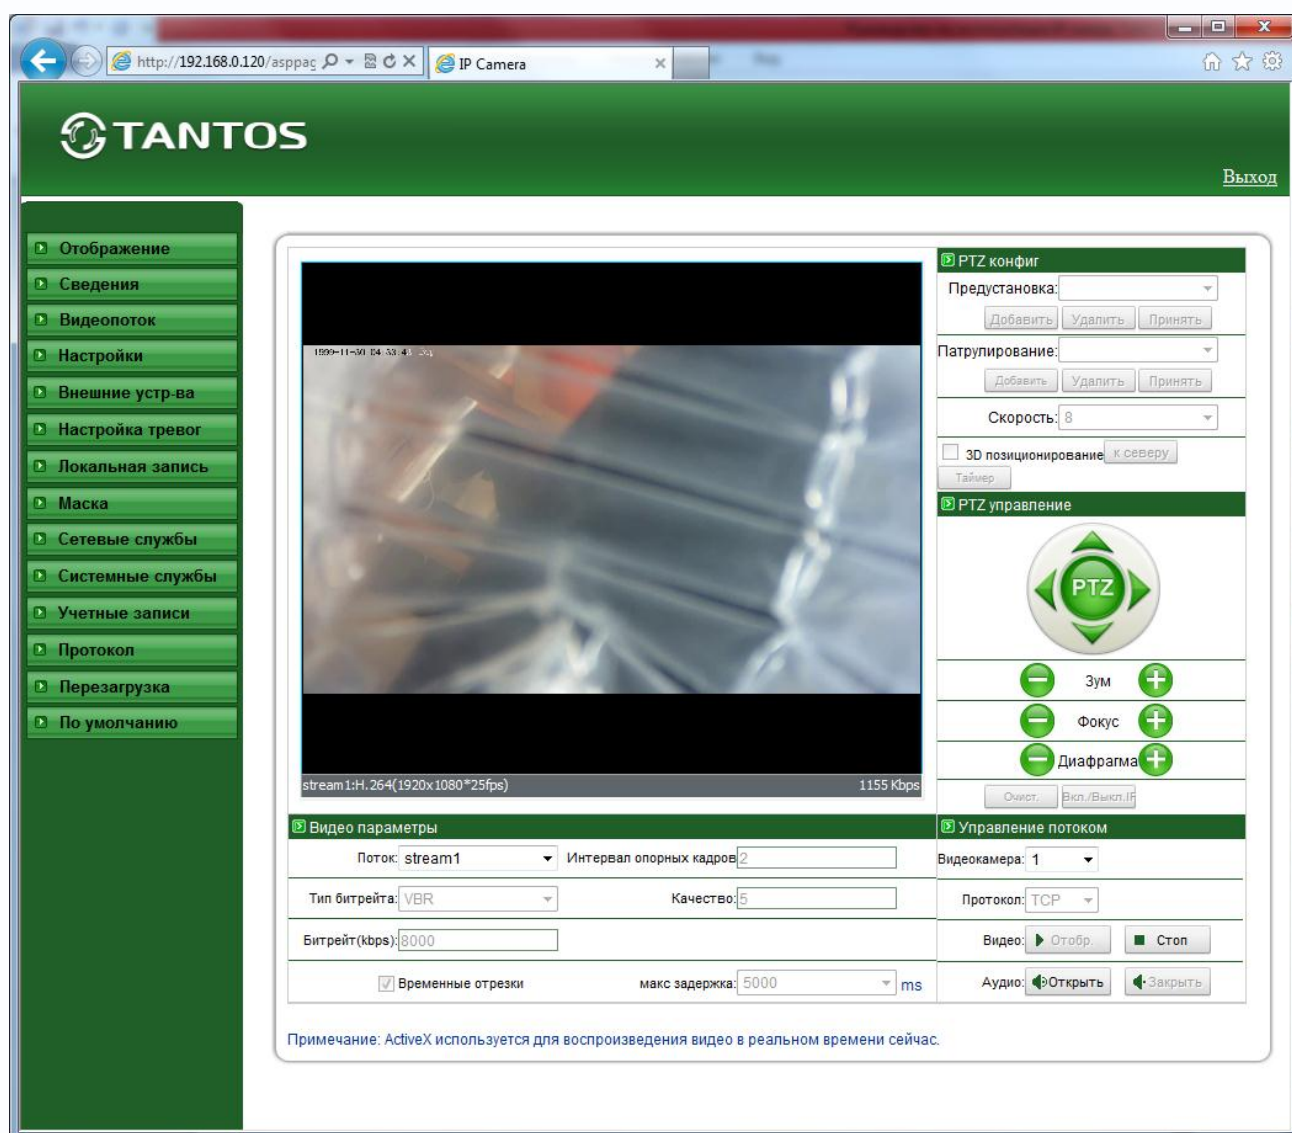 http://192.168.0.120/asppag
IP Camera
TANTOS
Выход
Отображение
Сведения
Видеопоток
Настройки
Внешние устр-ва
Настройка тревог
Локальная запись
Маска
Сетевые службы
Системные службы
Учетные записи
Протокол
Перезагрузка
По умолчанию
stream1:H.264(1920x1080*25fps) 1155 Kbps
PTZ конфиг
Предустановка:
Добавить Удалить Принять
Патрулирование:
Добавить Удалить Принять
Скорость: 8
3D позиционирование к северу
Таймер
PTZ управление
PTZ
Зум
Фокус
Диафрагма
Очист. Вкл./Выкл.IF
Видео параметры
Поток: stream1 Интервал опорных кадров 2
Тип битрейта: VBR Качество: 5
Битрейт(kbps): 8000
Временные отрезки макс задержка: 5000 ms
Управление потоком
Видеокамера: 1
Протокол: TCP
Видео: Отобр. Стоп
Аудио: Открыть Закрыть
Примечание: ActiveX используется для воспроизведения видео в реальном времени сейчас.